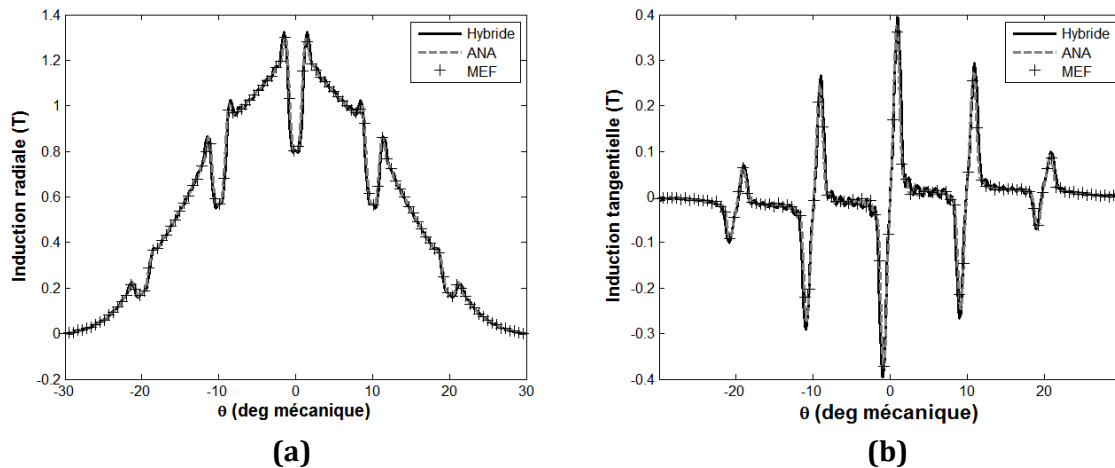 1.4
1.2
1
0.8
0.6
0.4
0.2
0
-0.2
-30
-20
-10
0
10
20
30
Induction radiale (T)
θ (deg mécanique)
Hybride
ANA
MEF
(a)
0.4
0.3
0.2
0.1
0
-0.1
-0.2
-0.3
-0.4
-20
-10
0
10
20
Induction tangentielle (T)
θ (deg mécanique)
Hybride
ANA
MEF
(b)